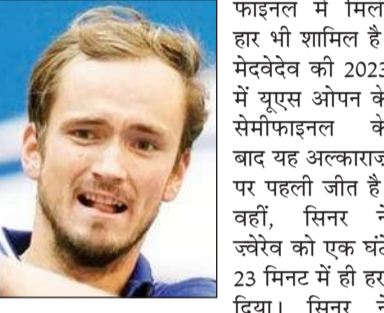 फाइनल में मिल
हार भी शामिल है
मेदवेदेव की 2023
में यूएस ओपन के
सेमीफाइनल के
बाद यह अल्काराज
पर पहली जीत है
वहीं, सिनर ने
ज्वेरेव को एक घंटे
23 मिनट में ही हर
दिया। सिनर ने